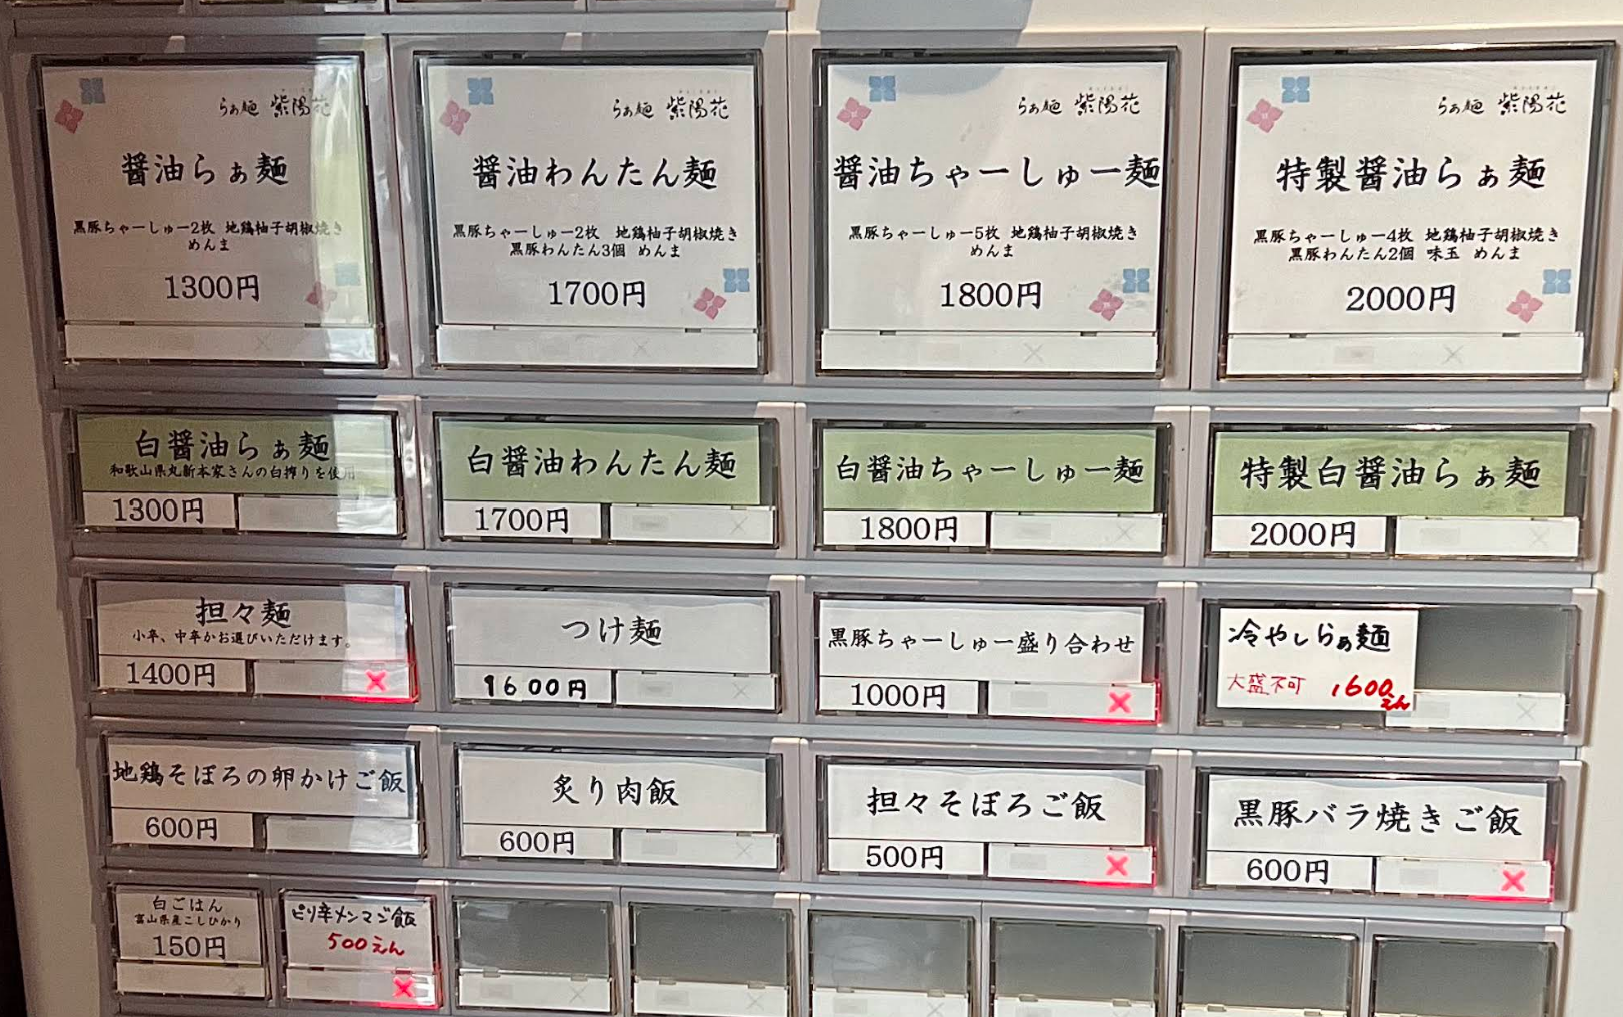 らぁ麺 紫陽花
醤油らぁ麺
黒豚ちゃーしゅー2枚 地鶏柚子胡椒焼き
めんま
1300円
らぁ麺 紫陽花
醤油わんたん麺
黒豚ちゃーしゅー2枚 地鶏柚子胡椒焼き
黒豚わんたん3個 めんま
1700円
らぁ麺 紫陽花
醤油ちゃーしゅー麺
黒豚ちゃーしゅー5枚 地鶏柚子胡椒焼き
めんま
1800円
らぁ麺 紫陽花
特製醤油らぁ麺
黒豚ちゃーしゅー4枚 地鶏柚子胡椒焼き
黒豚わんたん2個 味玉 めんま
2000円
白醤油らぁ麺
和歌山県丸新本家さんの白搾りを使用
1300円
白醤油わんたん麺
1700円
白醤油ちゃーしゅー麺
1800円
特製白醤油らぁ麺
2000円
担々麺
小辛、中辛かお選びいただけます。
1400円
つけ麺
1600円
黒豚ちゃーしゅー盛り合わせ
1000円
冷やしらぁ麺
大盛不可 1600えん
地鶏そぼろの卵かけご飯
600円
炙り肉飯
600円
担々そぼろご飯
500円
黒豚バラ焼きご飯
600円
白ごはん
富山県産こしひかり
150円
ピリ辛メンマご飯
500えん